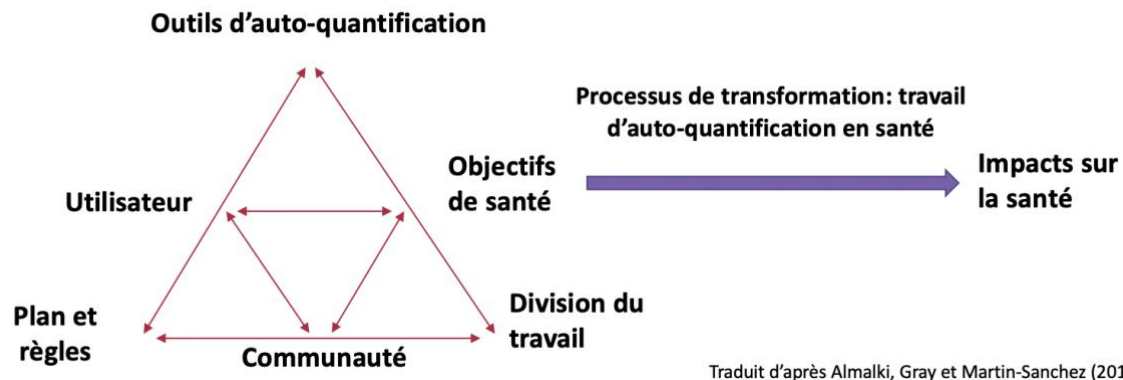 Outils d'auto-quantification
Processus de transformation: travail
d'auto-quantification en santé
Utilisateur
Objectifs
de santé
Impacts sur
la santé
Plan et
règles
Communauté
Division du
travail
Traduit d'après Almalki, Gray et Martin-Sanchez (201